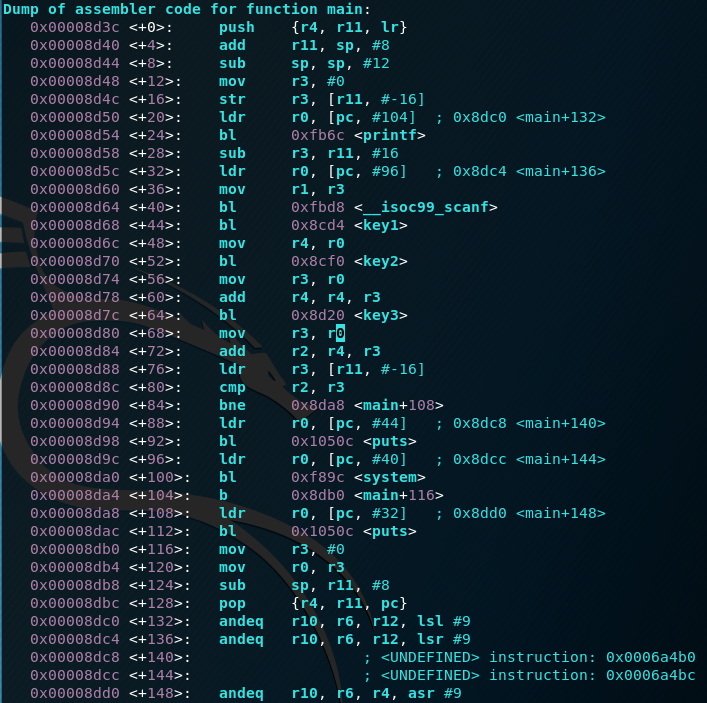 Dump of assembler code for function main:
   0x00008d3c <+0>:     push    {r4, r11, lr}
   0x00008d40 <+4>:     add     r11, sp, #8
   0x00008d44 <+8>:     sub     sp, sp, #12
   0x00008d48 <+12>:    mov     r3, #0
   0x00008d4c <+16>:    str     r3, [r11, #-16]
   0x00008d50 <+20>:    ldr     r0, [pc, #104]  ; 0x8dc0 <main+132>
   0x00008d54 <+24>:    bl      0xfb6c <printf>
   0x00008d58 <+28>:    sub     r3, r11, #16
   0x00008d5c <+32>:    ldr     r0, [pc, #96]   ; 0x8dc4 <main+136>
   0x00008d60 <+36>:    mov     r1, r3
   0x00008d64 <+40>:    bl      0xfbd8 <__isoc99_scanf>
   0x00008d68 <+44>:    bl      0x8cd4 <key1>
   0x00008d6c <+48>:    mov     r4, r0
   0x00008d70 <+52>:    bl      0x8cf0 <key2>
   0x00008d74 <+56>:    mov     r3, r0
   0x00008d78 <+60>:    add     r4, r4, r3
   0x00008d7c <+64>:    bl      0x8d20 <key3>
   0x00008d80 <+68>:    mov     r3, r0
   0x00008d84 <+72>:    add     r2, r4, r3
   0x00008d88 <+76>:    ldr     r3, [r11, #-16]
   0x00008d8c <+80>:    cmp     r2, r3
   0x00008d90 <+84>:    bne     0x8da8 <main+108>
   0x00008d94 <+88>:    ldr     r0, [pc, #44]   ; 0x8dc8 <main+140>
   0x00008d98 <+92>:    bl      0x1050c <puts>
   0x00008d9c <+96>:    ldr     r0, [pc, #40]   ; 0x8dcc <main+144>
   0x00008da0 <+100>:   bl      0xf89c <system>
   0x00008da4 <+104>:   b       0x8db0 <main+116>
   0x00008da8 <+108>:   ldr     r0, [pc, #32]   ; 0x8dd0 <main+148>
   0x00008dac <+112>:   bl      0x1050c <puts>
   0x00008db0 <+116>:   mov     r3, #0
   0x00008db4 <+120>:   mov     r0, r3
   0x00008db8 <+124>:   sub     sp, r11, #8
   0x00008dbc <+128>:   pop     {r4, r11, pc}
   0x00008dc0 <+132>:   andeq   r10, r6, r12, lsl #9
   0x00008dc4 <+136>:   andeq   r10, r6, r12, lsr #9
   0x00008dc8 <+140>:                   ; <UNDEFINED> instruction: 0x0006a4b0
   0x00008dcc <+144>:                   ; <UNDEFINED> instruction: 0x0006a4bc
   0x00008dd0 <+148>:   andeq   r10, r6, r4, asr #9